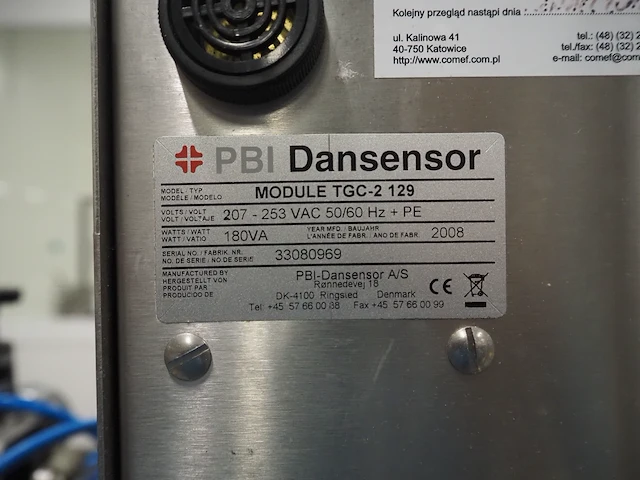 Kolejny przegląd nastąpi dnia :
ul. Kalinowa 41
40-750 Katowice
http://www.comef.com.pl
tel.: (48) (32) 2
tel./fax: (48) (32) 2
e-mail: comef@com
PBI Dansensor
MODEL / TYP
MODÈLE / MODELO
MODULE TGC-2 129
VOLTS / VOLT
VOLT / VOLTAJE
207 - 253 VAC 50/60 Hz + PE
WATTS / WATT
WATT / VATIO
180VA
YEAR MFD. / BAUJAHR
L'ANNÉE DE FABR. / ANO DE FABR.
2008
SERIAL NO. / FABRIK. NR.
NO. DE SERIE / NO. DE SERIE
33080969
MANUFACTURED BY
HERGESTELLT VON
PRODUIT PAR
PRODUCIDO DE
PBI-Dansensor A/S
Rønnedevej 18
DK-4100 Ringsted Denmark
Tel: +45 57 66 00 88 Fax +45 57 66 00 99
CE